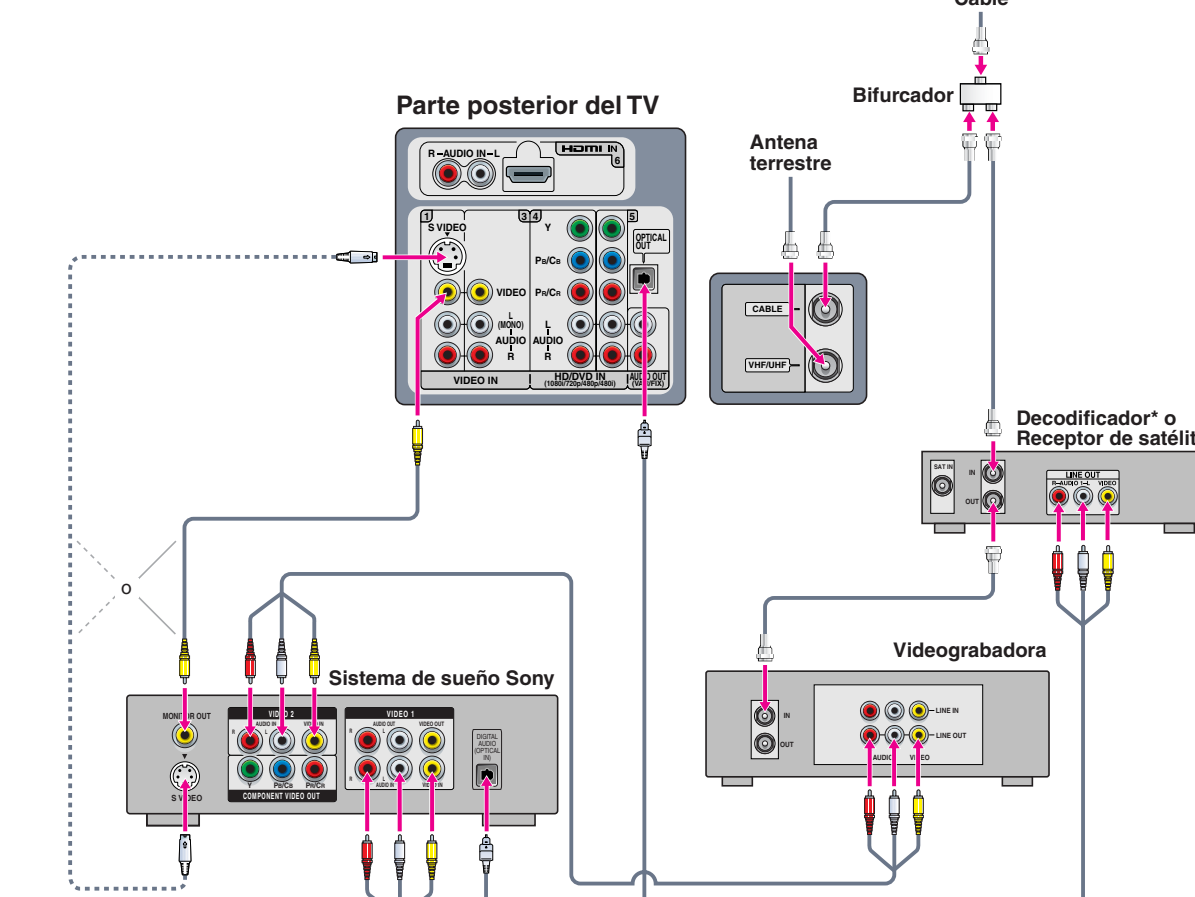 Cable
Bifurcador
Parte posterior del TV
Antena
terrestre
R–AUDIO IN–L
HDMI IN
6
1
3
4
5
S VIDEO
Y
OPTICAL
OUT
PB/CB
VIDEO
PR/CR
L
(MONO)
AUDIO
R
L
AUDIO
R
VIDEO IN
HD/DVD IN
(1080i/720p/480p/480i)
AUDIO OUT
(VAR/FIX)
CABLE
VHF/UHF
Decodificador* o
Receptor de satélit
SAT IN
IN
OUT
LINE OUT
R–AUDIO 1–L
VIDEO
O
Videograbadora
IN
OUT
LINE IN
LINE OUT
AUDIO
VIDEO
Sistema de sueño Sony
MONITOR OUT
S VIDEO
VIDEO 2
AUDIO IN
VIDEO IN
R
L
Y
PB/CB
PR/CR
COMPONENT VIDEO OUT
VIDEO 1
AUDIO OUT
VIDEO OUT
R
L
R
L
AUDIO IN
VIDEO IN
DIGITAL
AUDIO
(OPTICAL
IN)